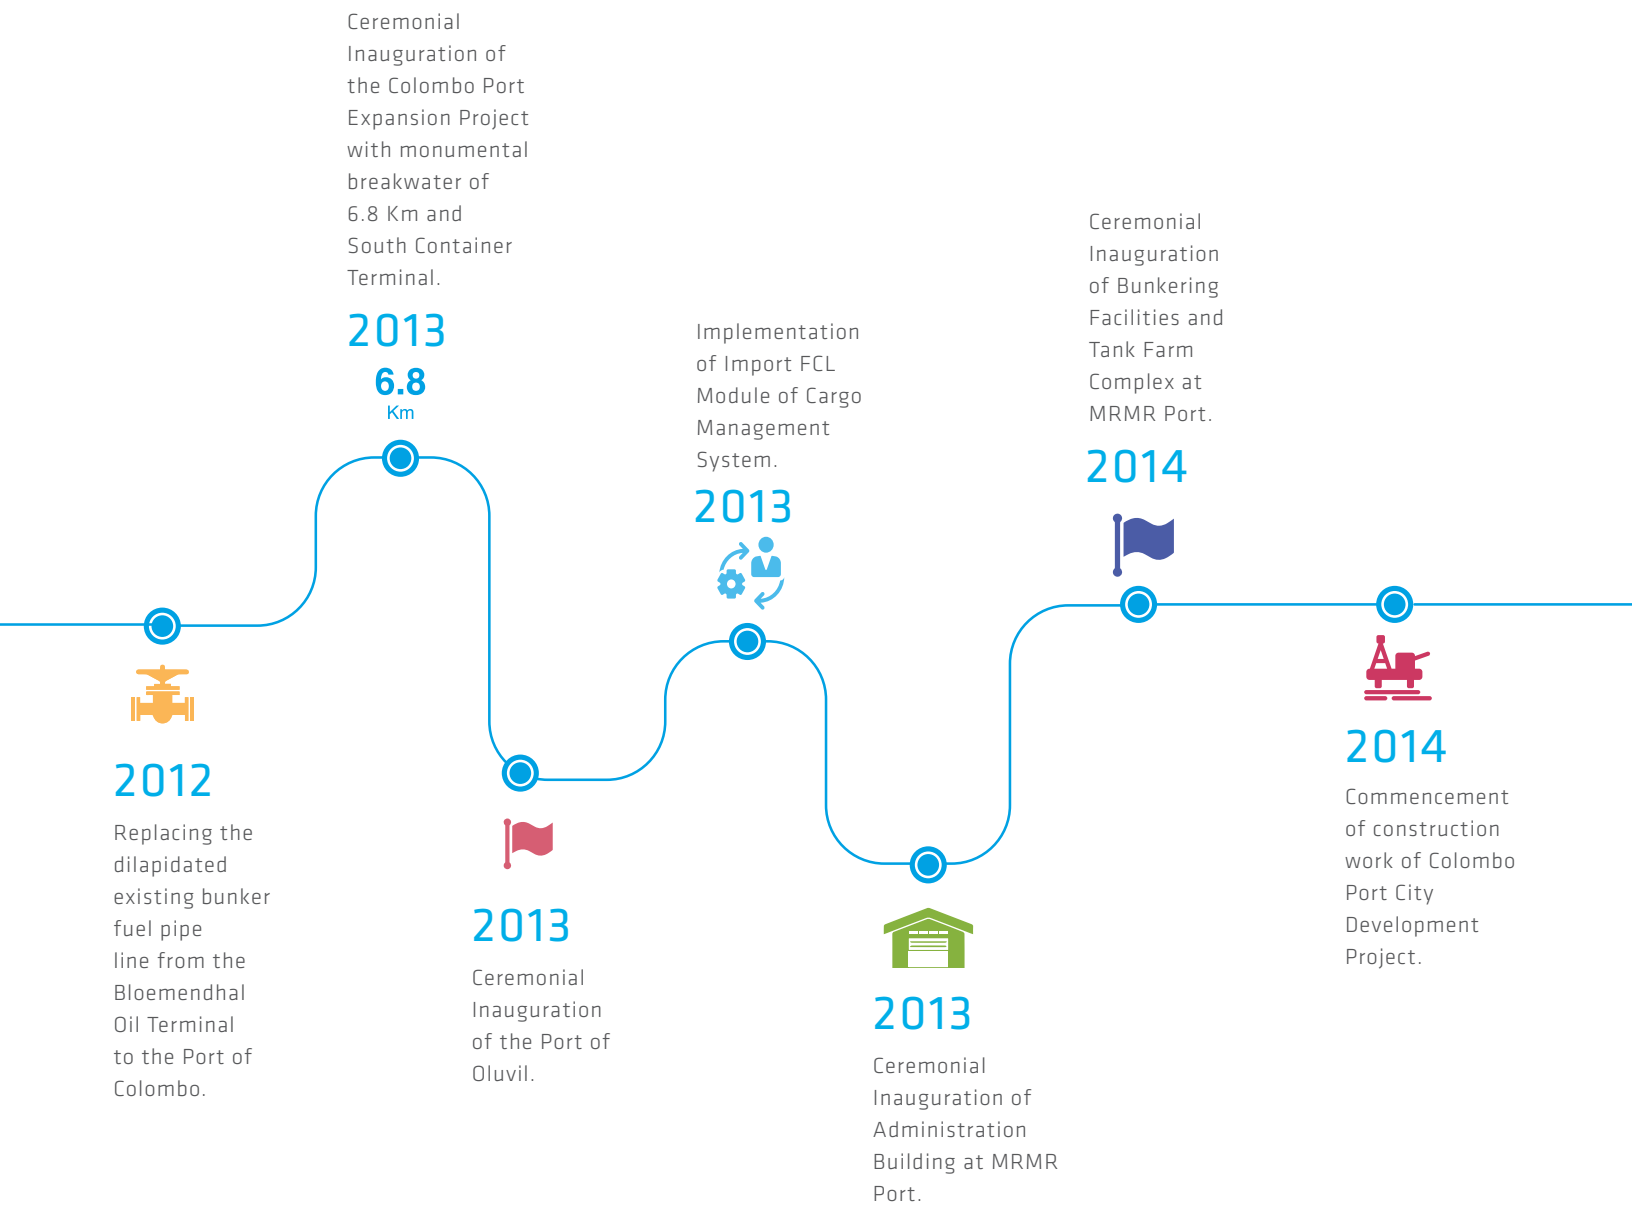 Ceremonial
Inauguration of
the Colombo Port
Expansion Project
with monumental
breakwater of
6.8 Km and
South Container
Terminal.
2013
6.8
Km
2012
Replacing the
dilapidated
existing bunker
fuel pipe
line from the
Bloemendhal
Oil Terminal
to the Port of
Colombo.
2013
Ceremonial
Inauguration
of the Port of
Oluvil.
Implementation
of Import FCL
Module of Cargo
Management
System.
2013
2013
Ceremonial
Inauguration of
Administration
Building at MRMR
Port.
Ceremonial
Inauguration
of Bunkering
Facilities and
Tank Farm
Complex at
MRMR Port.
2014
2014
Commencement
of construction
work of Colombo
Port City
Development
Project.